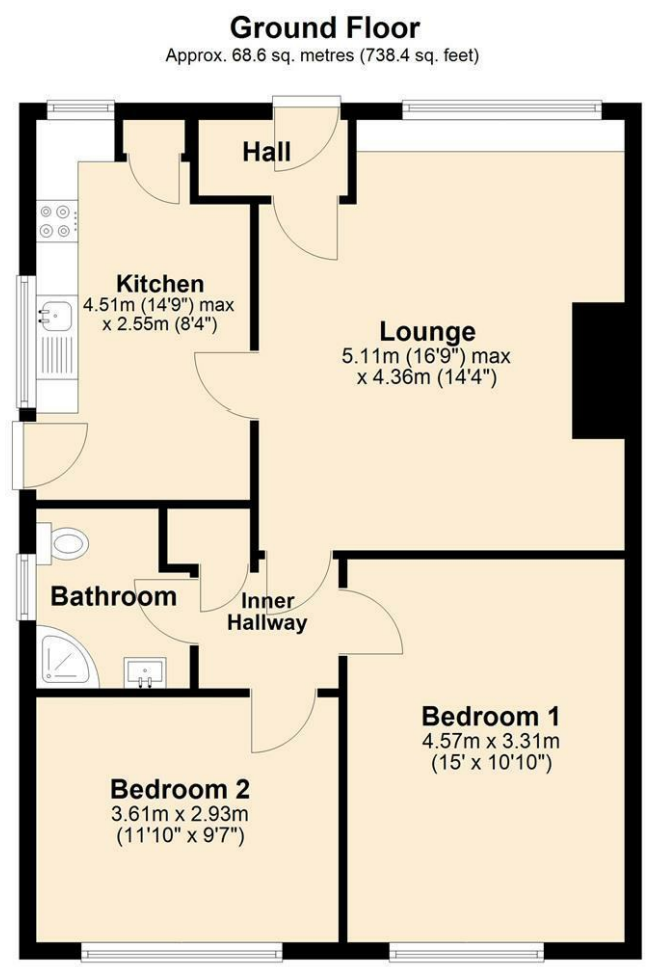 Ground Floor
Approx. 68.6 sq. metres (738.4 sq. feet)
Hall
Kitchen
4.51m (14'9") max
x 2.55m (8'4")
Lounge
5.11m (16'9") max
x 4.36m (14'4")
Bathroom
Inner
Hallway
Bedroom 1
4.57m x 3.31m
(15' x 10'10")
Bedroom 2
3.61m x 2.93m
(11'10" x 9'7")